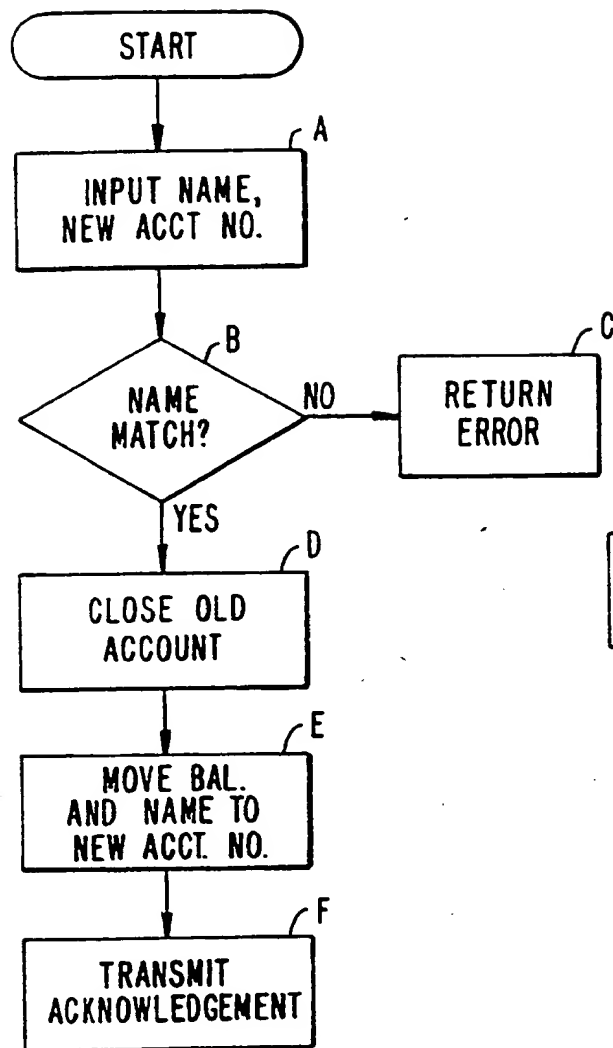 START
A
INPUT NAME,
NEW ACCT NO.
B
NAME
MATCH?
NO
C
RETURN
ERROR
YES
D
CLOSE OLD
ACCOUNT
E
MOVE BAL.
AND NAME TO
NEW ACCT. NO.
F
TRANSMIT
ACKNOWLEDGEMENT